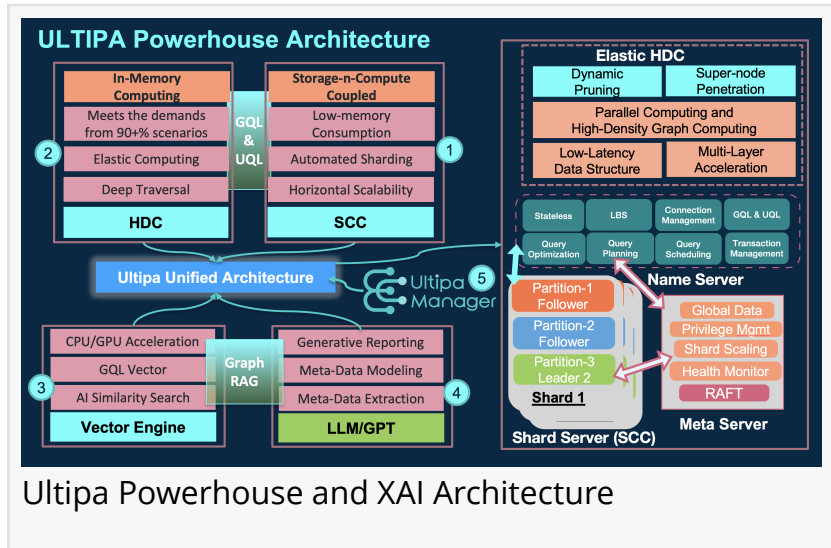 ULTIPA Powerhouse Architecture
In-Memory
Computing
Meets the demands
from 90+% scenarios
Elastic Computing
Deep Traversal
HDC
2
GQL
&
UQL
Storage-n-Compute
Coupled
Low-memory
Consumption
Automated Sharding
Horizontal Scalability
SCC
1
Ultipa Unified Architecture
Ultipa
Manager
5
CPU/GPU Acceleration
GQL Vector
AI Similarity Search
Vector Engine
3
Graph
RAG
Generative Reporting
Meta-Data Modeling
Meta-Data Extraction
LLM/GPT
4
Elastic HDC
Dynamic
Pruning
Super-node
Penetration
Parallel Computing and
High-Density Graph Computing
Low-Latency
Data Structure
Multi-Layer
Acceleration
Stateless
LBS
Connection
Management
GQL & UQL
Query
Optimization
Query
Planning
Query
Scheduling
Transaction
Management
Name Server
Partition-1
Follower
Partition-2
Follower
Partition-3
Leader 2
Shard 1
Shard Server (SCC)
Global Data
Privilege Mgmt
Shard Scaling
Health Monitor
RAFT
Meta Server
Ultipa Powerhouse and XAI Architecture